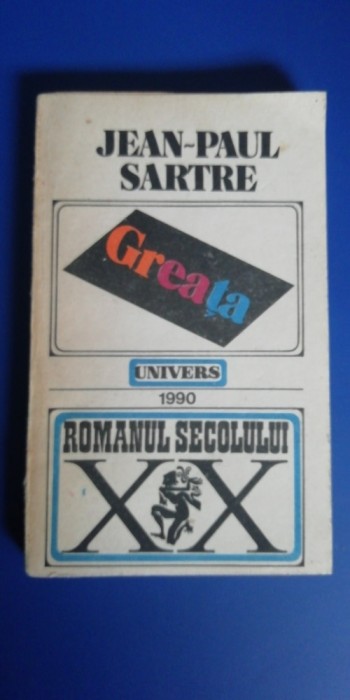 JEAN-PAUL
SARTRE
Greața
UNIVERS
1990
ROMANUL SECOLULUI
XX